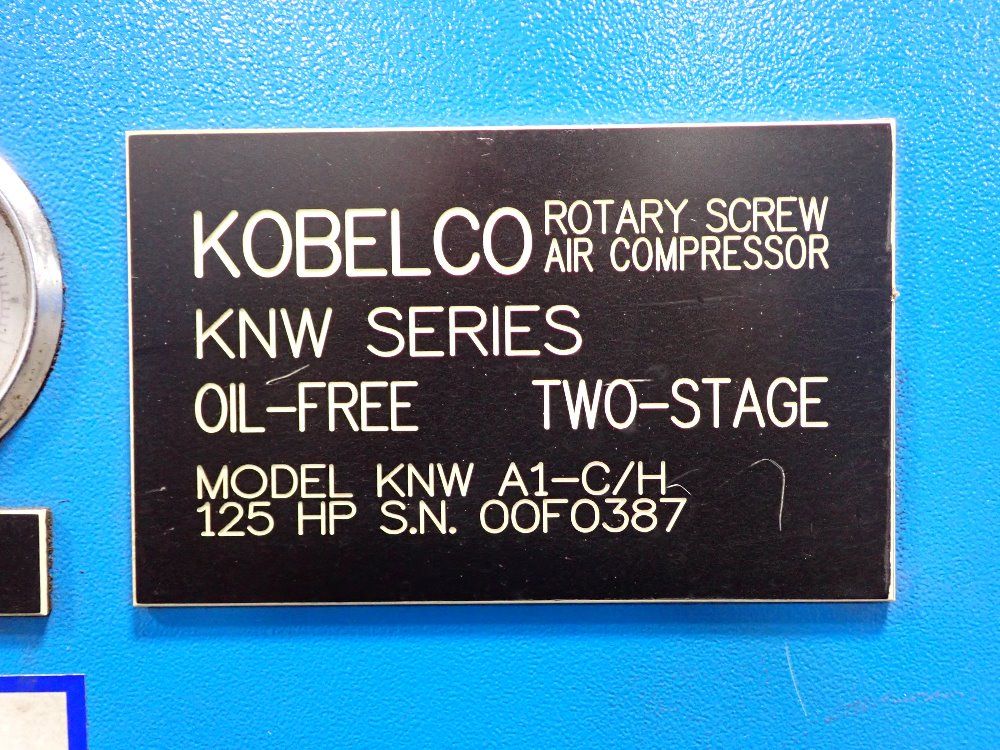 KOBELCO ROTARY SCREW
AIR COMPRESSOR
KNW SERIES
OIL-FREE TWO-STAGE
MODEL KNW A1-C/H
125 HP S.N. 00F0387